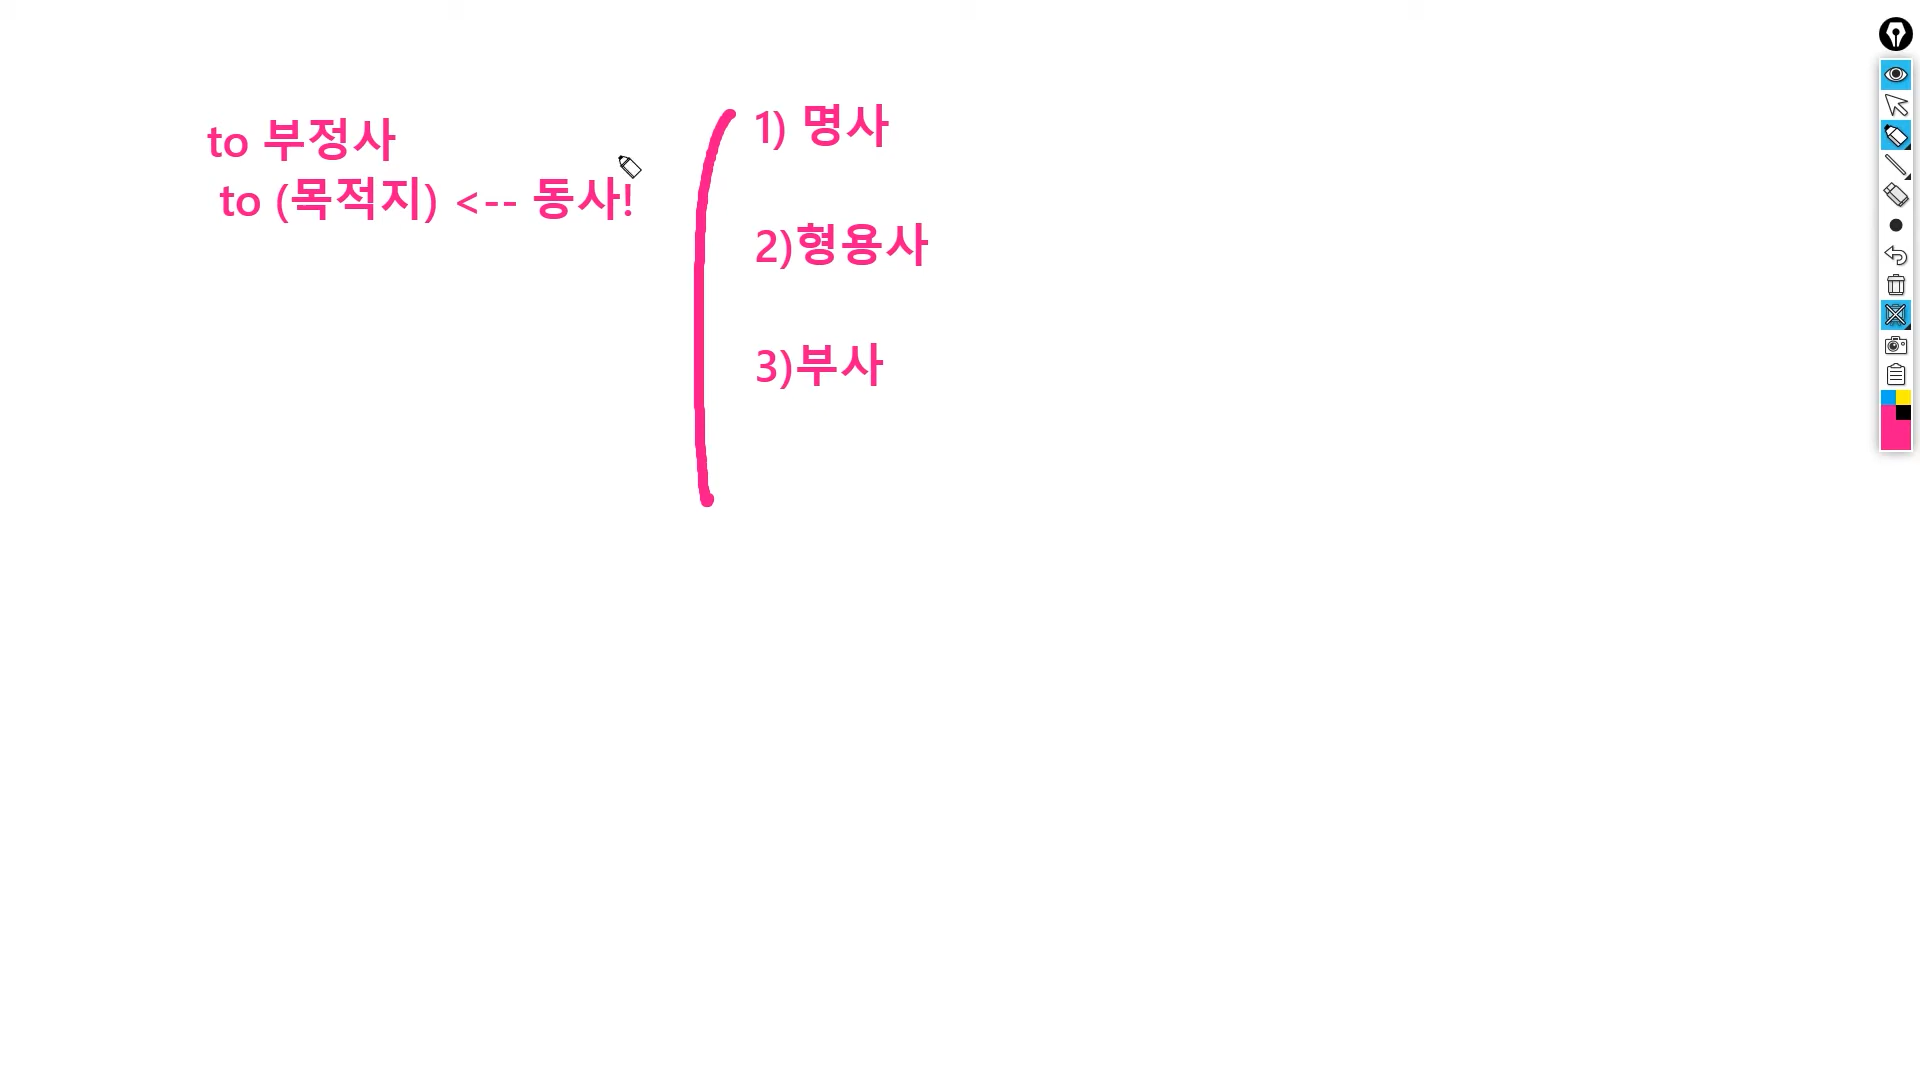 to 부정사
to (목적지) <-- 동사!
1) 명사
2)형용사
3)부사